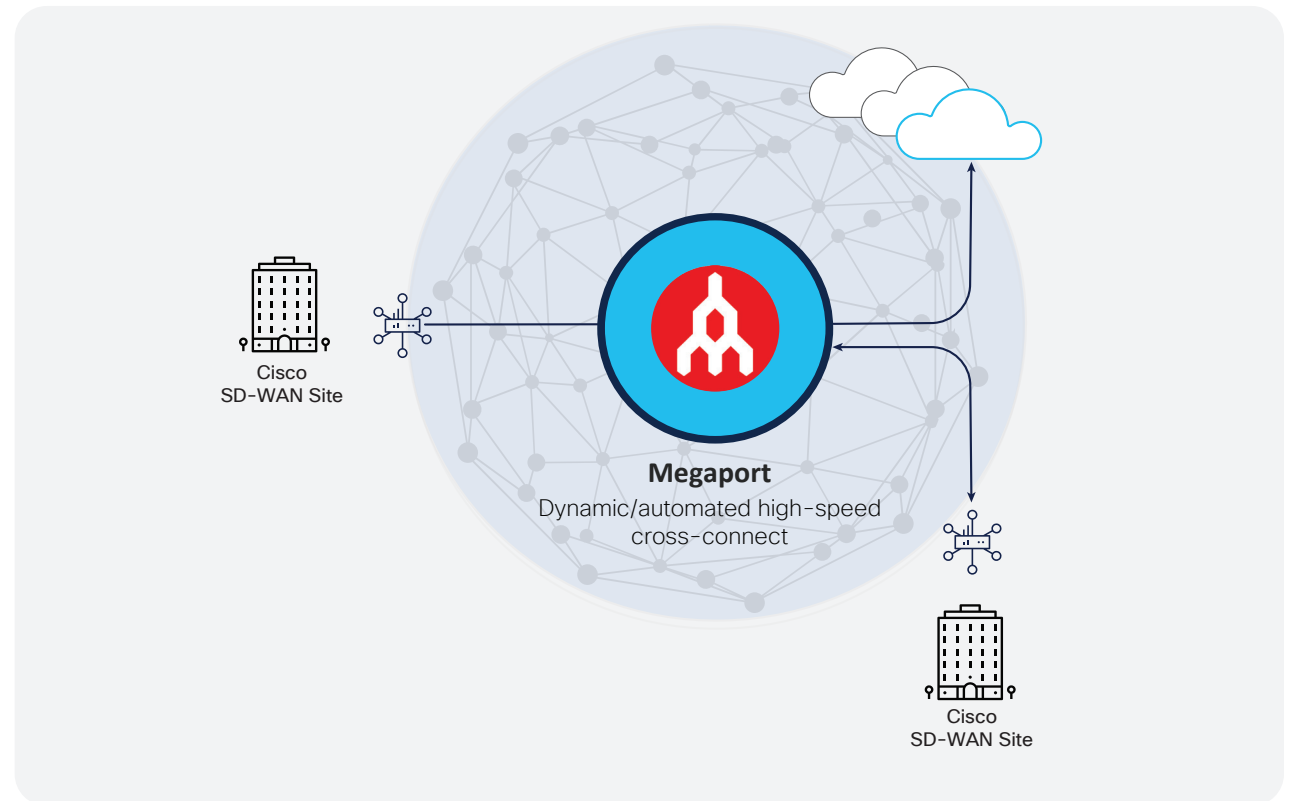 Cisco
SD-WAN Site
Megaport
Dynamic/automated high-speed
cross-connect
Cisco
SD-WAN Site